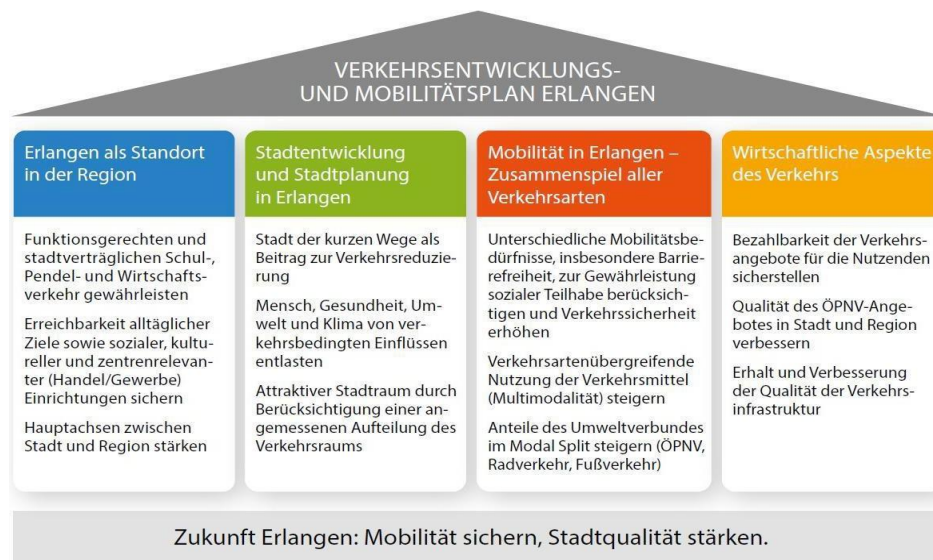 VERKEHRSENTWICKLUNGS-
UND MOBILITÄTSPLAN ERLANGEN
Erlangen als Standort
in der Region
Funktionsgerechten und
stadtverträglichen Schul-,
Pendel- und Wirtschafts-
verkehr gewährleisten
Erreichbarkeit alltäglicher
Ziele sowie sozialer, kultu-
reller und zentrenrelevan-
ter (Handel/Gewerbe)
Einrichtungen sichern
Hauptachsen zwischen
Stadt und Region stärken
Stadtentwicklung
und Stadtplanung
in Erlangen
Stadt der kurzen Wege als
Beitrag zur Verkehrsreduzie-
rung
Mensch, Gesundheit, Um-
welt und Klima von ver-
kehrsbedingten Einflüssen
entlasten
Attraktiver Stadtraum durch
Berücksichtigung einer an-
gemessenen Aufteilung des
Verkehrsraums
Mobilität in Erlangen –
Zusammenspiel aller
Verkehrsarten
Unterschiedliche Mobilitätsbe-
dürfnisse, insbesondere Barrie-
refreiheit, zur Gewährleistung
sozialer Teilhabe berücksich-
tigen und Verkehrssicherheit
erhöhen
Verkehrsartenübergreifende
Nutzung der Verkehrsmittel
(Multimodalität) steigern
Anteile des Umweltverbundes
im Modal Split steigern (ÖPNV,
Radverkehr, Fußverkehr)
Wirtschaftliche Aspekte
des Verkehrs
Bezahlbarkeit der Verkehrs-
angebote für die Nutzenden
sicherstellen
Qualität des ÖPNV-Ange-
botes in Stadt und Region
verbessern
Erhalt und Verbesserung
der Qualität der Verkehrs-
infrastruktur
Zukunft Erlangen: Mobilität sichern, Stadtqualität stärken.